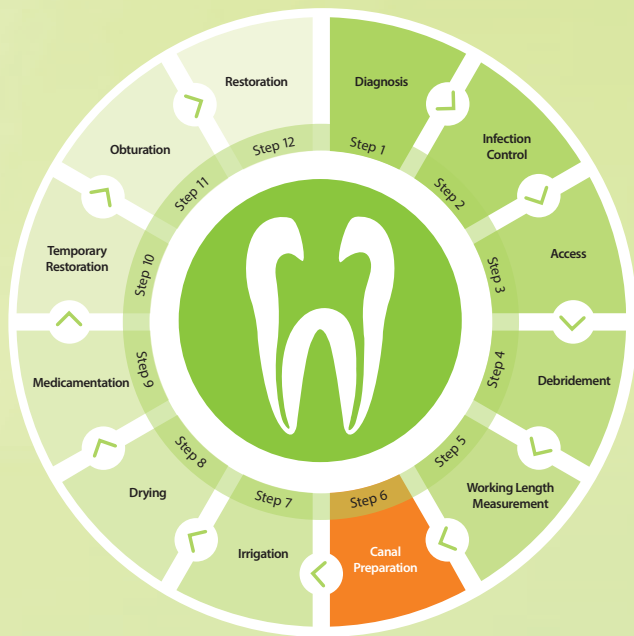 Diagnosis
Step 1
Infection
Control
Step 2
Access
Step 3
Debridement
Step 4
Working Length
Measurement
Step 5
Canal
Preparation
Step 6
Irrigation
Step 7
Drying
Step 8
Medicamentation
Step 9
Temporary
Restoration
Step 10
Obturation
Step 11
Restoration
Step 12